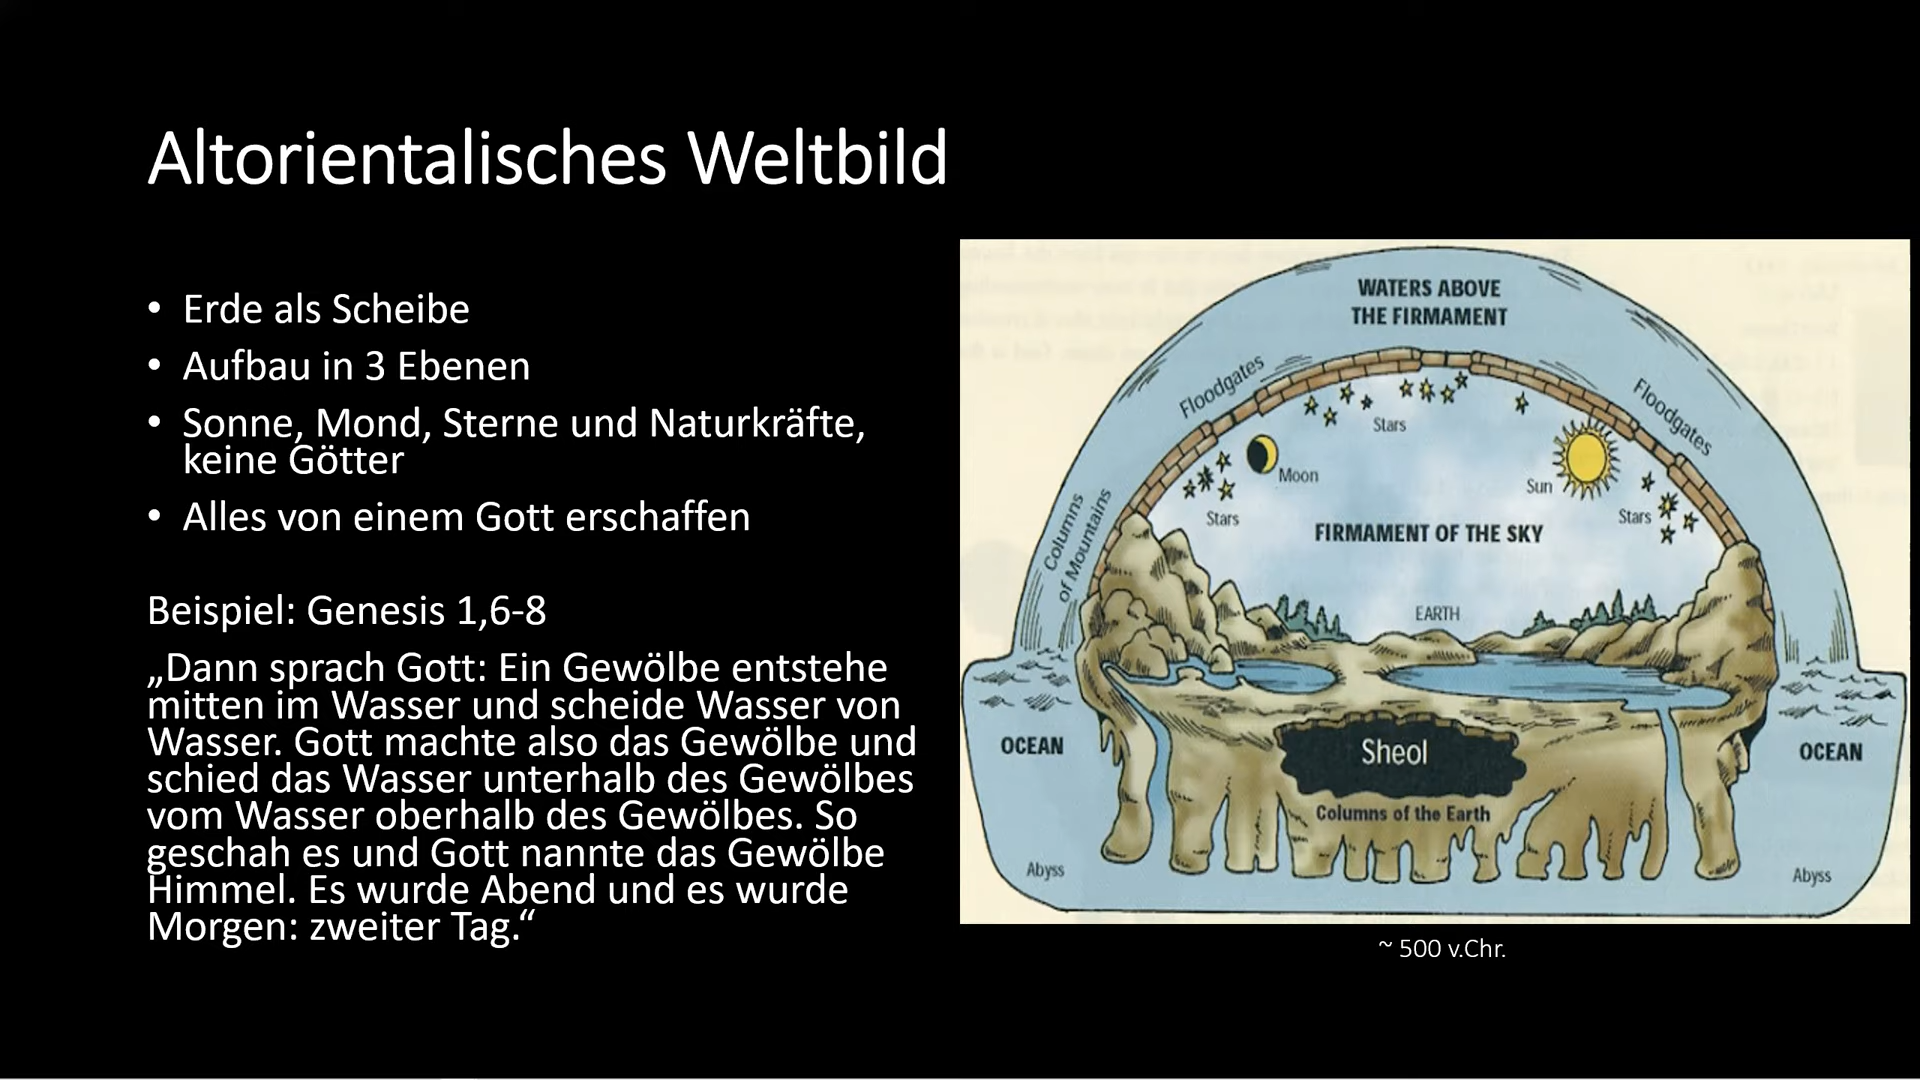 Altorientalisches Weltbild
• Erde als Scheibe
• Aufbau in 3 Ebenen
• Sonne, Mond, Sterne und Naturkräfte,
keine Götter
• Alles von einem Gott erschaffen
Beispiel: Genesis 1,6-8
„Dann sprach Gott: Ein Gewölbe entstehe
mitten im Wasser und scheide Wasser von
Wasser. Gott machte also das Gewölbe und
schied das Wasser unterhalb des Gewölbes
vom Wasser oberhalb des Gewölbes. So
geschah es und Gott nannte das Gewölbe
Himmel. Es wurde Abend und es wurde
Morgen: zweiter Tag.“
WATERS ABOVE
THE FIRMAMENT
Floodgates
Floodgates
Stars
Moon
Sun
Stars
Stars
Columns
of Mountains
FIRMAMENT OF THE SKY
EARTH
OCEAN
Sheol
OCEAN
Columns of the Earth
Abyss
Abyss
~ 500 v.Chr.